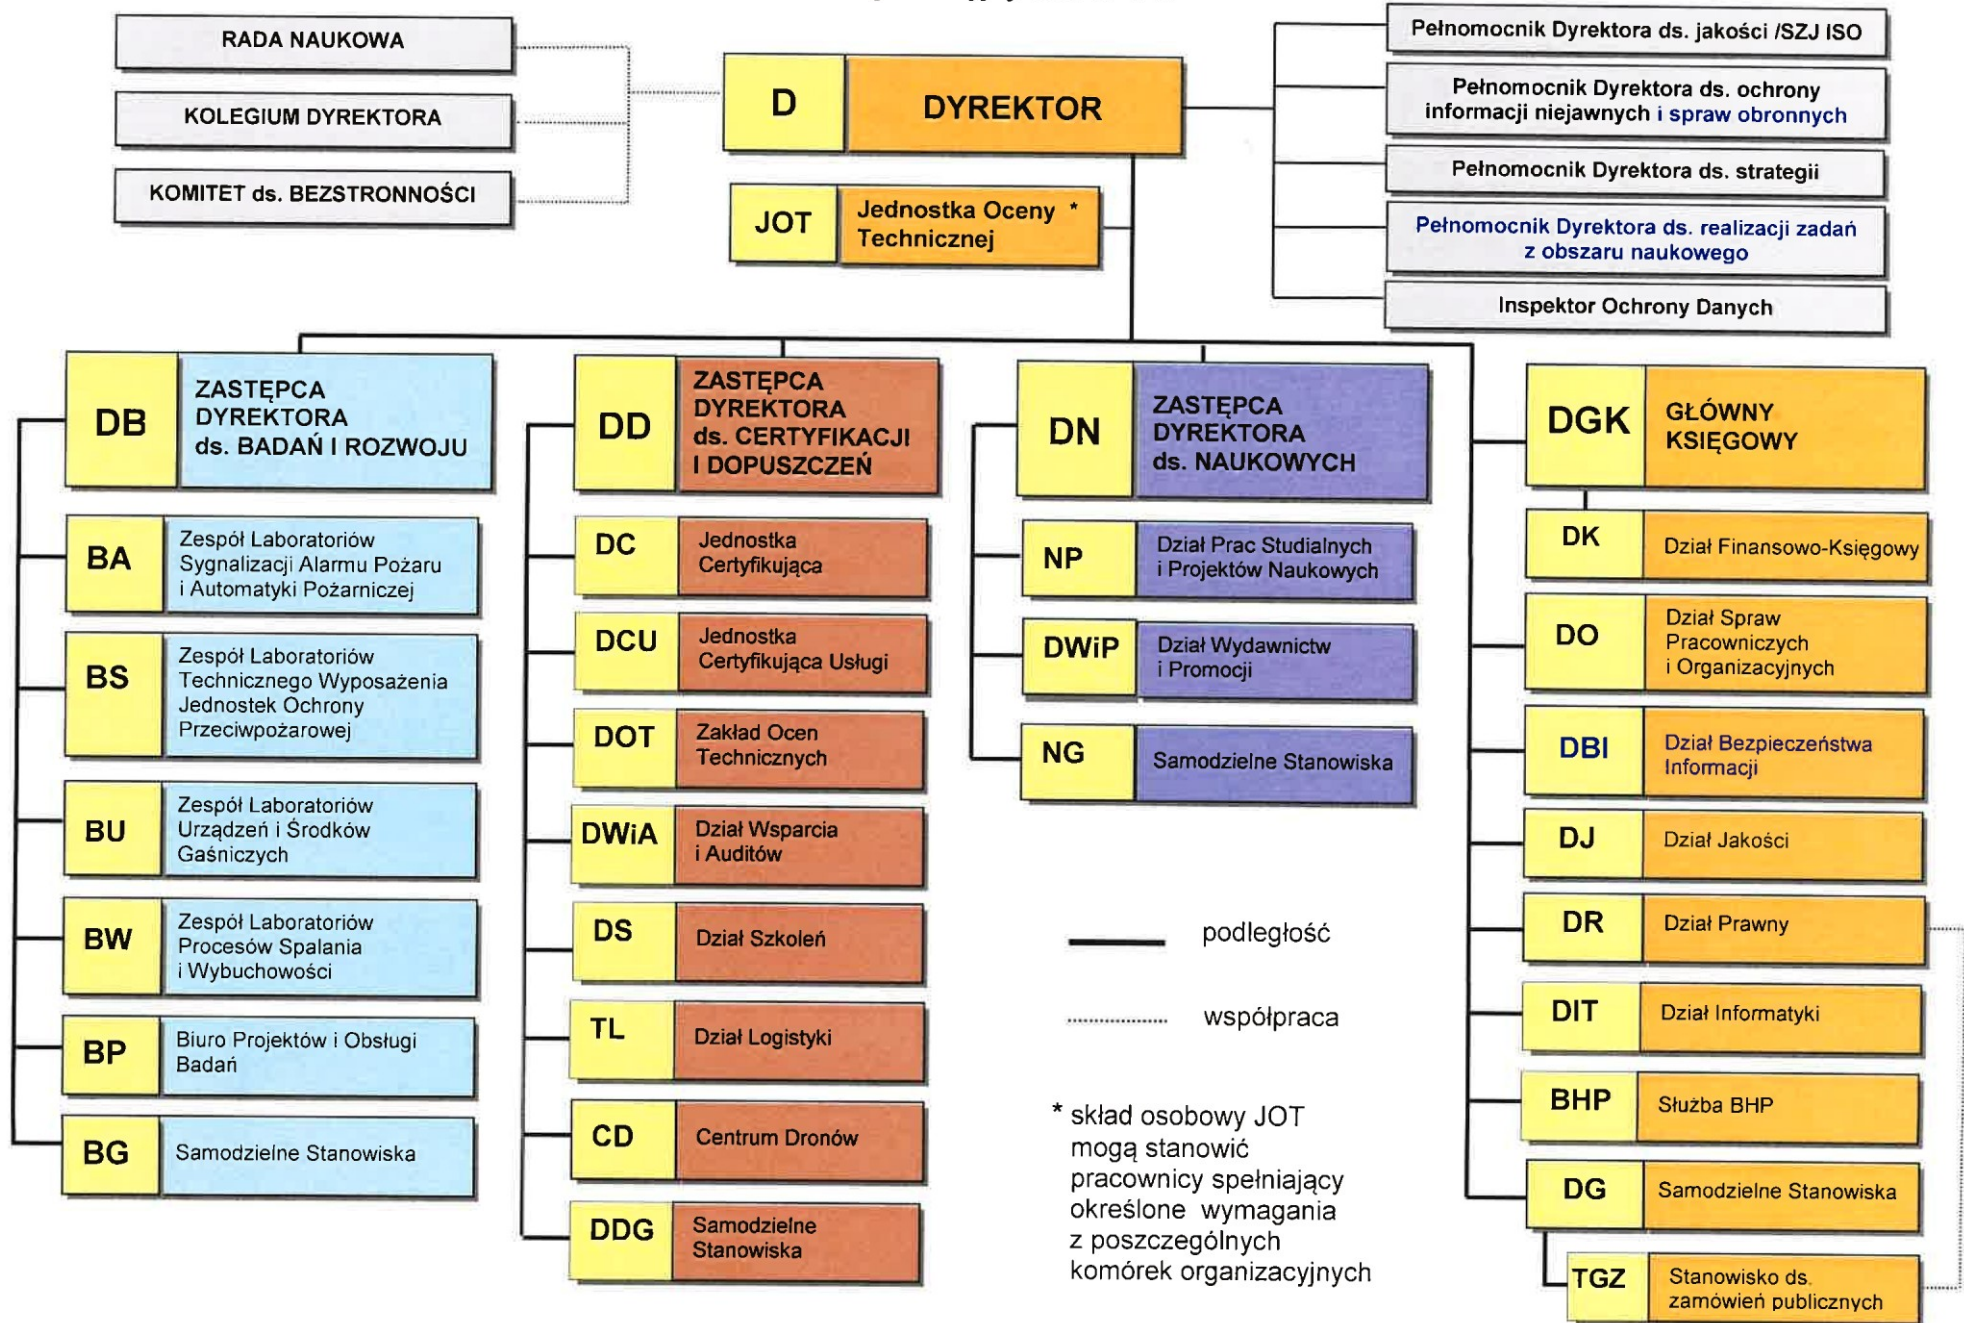 RADA NAUKOWA
KOLEGIUM DYREKTORA
KOMITET ds. BEZSTRONNOŚCI
D
DYREKTOR
JOT
Jednostka Oceny *
Technicznej
Pełnomocnik Dyrektora ds. jakości /SZJ ISO
Pełnomocnik Dyrektora ds. ochrony
informacji niejawnych i spraw obronnych
Pełnomocnik Dyrektora ds. strategii
Pełnomocnik Dyrektora ds. realizacji zadań
z obszaru naukowego
Inspektor Ochrony Danych
DB
ZASTĘPCA
DYREKTORA
ds. BADAŃ I ROZWOJU
BA
Zespół Laboratoriów
Sygnalizacji Alarmu Pożaru
i Automatyki Pożarniczej
BS
Zespół Laboratoriów
Technicznego Wyposażenia
Jednostek Ochrony
Przeciwpożarowej
BU
Zespół Laboratoriów
Urządzeń i Środków
Gaśniczych
BW
Zespół Laboratoriów
Procesów Spalania
i Wybuchowości
BP
Biuro Projektów i Obsługi
Badań
BG
Samodzielne Stanowiska
DD
ZASTĘPCA
DYREKTORA
ds. CERTYFIKACJI
I DOPUSZCZEŃ
DC
Jednostka
Certyfikująca
DCU
Jednostka
Certyfikująca Usługi
DOT
Zakład Ocen
Technicznych
DWiA
Dział Wsparcia
i Auditów
DS
Dział Szkoleń
TL
Dział Logistyki
CD
Centrum Dronów
DDG
Samodzielne
Stanowiska
DN
ZASTĘPCA
DYREKTORA
ds. NAUKOWYCH
NP
Dział Prac Studialnych
i Projektów Naukowych
DWiP
Dział Wydawnictw
i Promocji
NG
Samodzielne Stanowiska
podległość
współpraca
* skład osobowy JOT
mogą stanowić
pracownicy spełniający
określone wymagania
z poszczególnych
komórek organizacyjnych
DGK
GŁÓWNY
KSIĘGOWY
DK
Dział Finansowo-Księgowy
DO
Dział Spraw
Pracowniczych
i Organizacyjnych
DBI
Dział Bezpieczeństwa
Informacji
DJ
Dział Jakości
DR
Dział Prawny
DIT
Dział Informatyki
BHP
Służba BHP
DG
Samodzielne Stanowiska
TGZ
Stanowisko ds.
zamówień publicznych